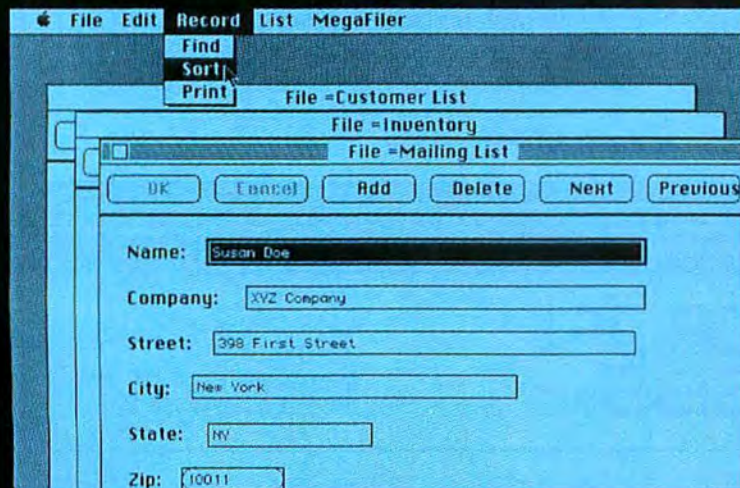 File Edit Record List MegaFiler
Find
Sort
Print
File =Customer List
File =Inventory
File =Mailing List
OK Cancel Add Delete Next Previous
Name: Susan Doe
Company: XYZ Company
Street: 398 First Street
City: New York
State: NY
Zip: 10011